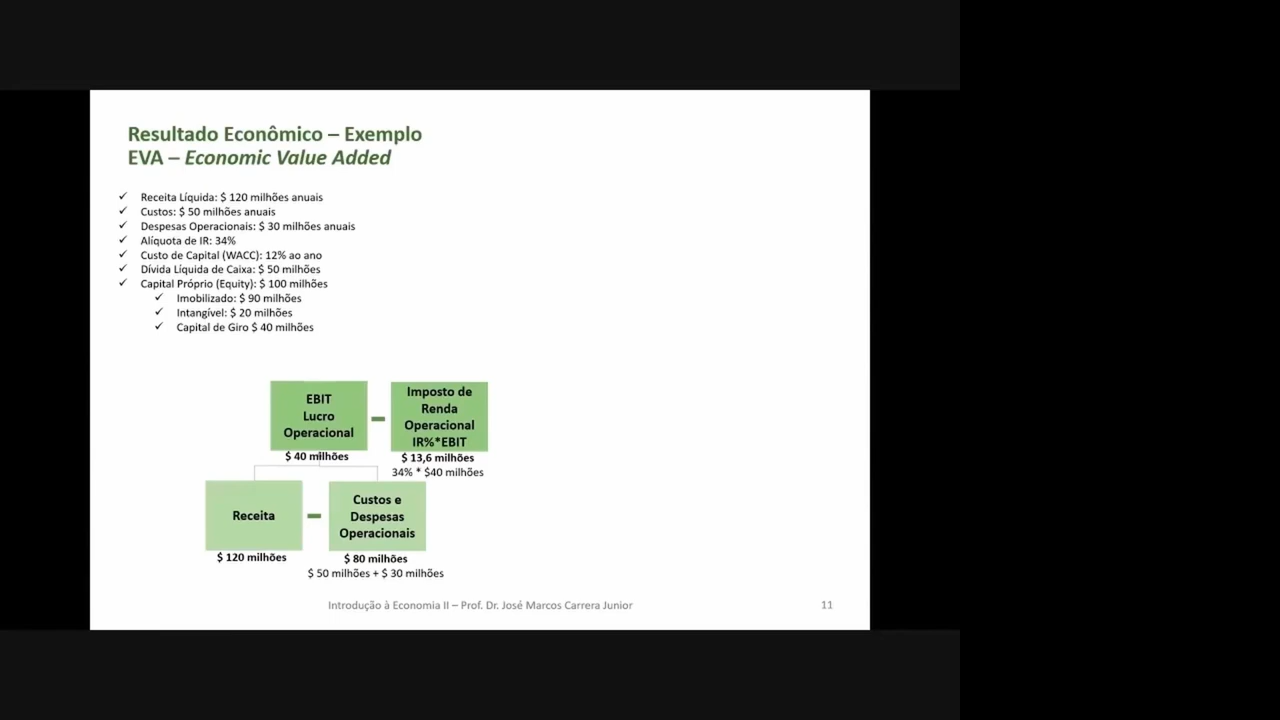 Resultado Econômico – Exemplo
EVA – Economic Value Added
✓ Receita Líquida: $ 120 milhões anuais
✓ Custos: $ 50 milhões anuais
✓ Despesas Operacionais: $ 30 milhões anuais
✓ Alíquota de IR: 34%
✓ Custo de Capital (WACC): 12% ao ano
✓ Dívida Líquida de Caixa: $ 50 milhões
✓ Capital Próprio (Equity): $ 100 milhões
✓ Imobilizado: $ 90 milhões
✓ Intangível: $ 20 milhões
✓ Capital de Giro $ 40 milhões
EBIT
Lucro
Operacional
$ 40 milhões
Imposto de
Renda
Operacional
IR%*EBIT
$ 13,6 milhões
34% * $40 milhões
Receita
$ 120 milhões
Custos e
Despesas
Operacionais
$ 80 milhões
$ 50 milhões + $ 30 milhões
Introdução à Economia II – Prof. Dr. José Marcos Carrera Junior
11